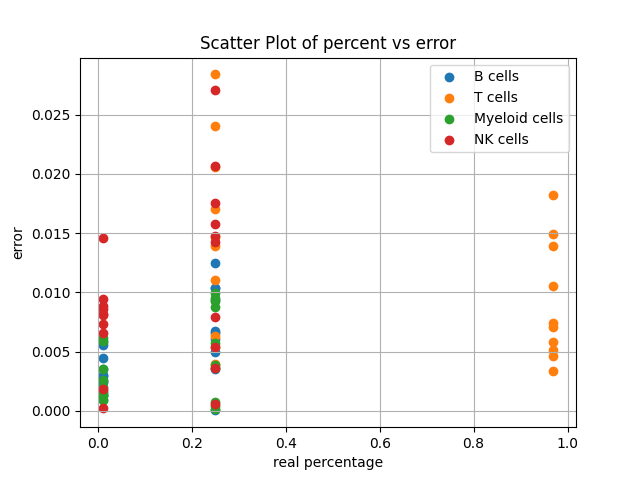 Scatter Plot of percent vs error
B cells
T cells
Myeloid cells
NK cells
error
0.025
0.020
0.015
0.010
0.005
0.000
0.0 0.2 0.4 0.6 0.8 1.0
real percentage